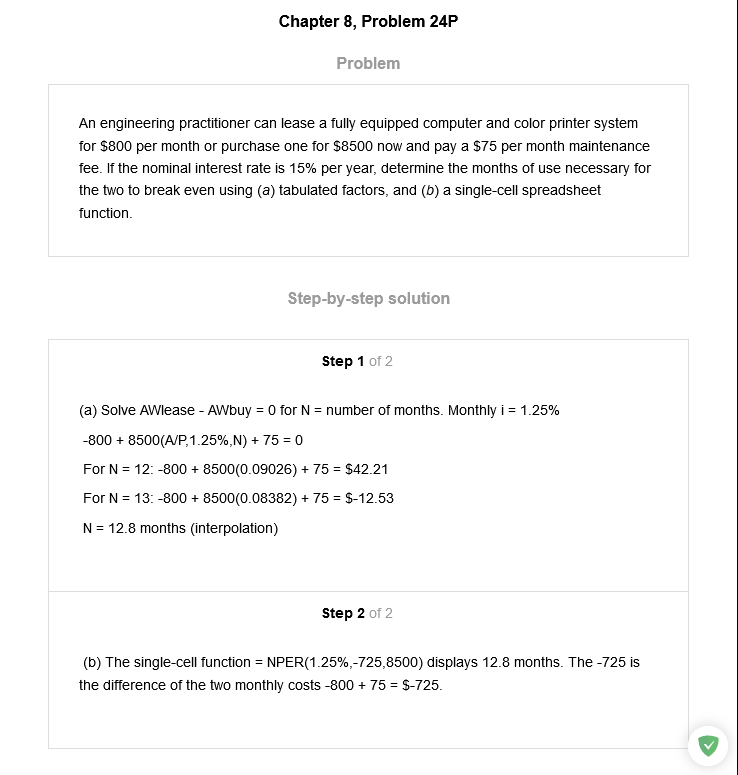 Chapter 8, Problem 24P
Problem
An engineering practitioner can lease a fully equipped computer and color printer system
for $800 per month or purchase one for $8500 now and pay a $75 per month maintenance
fee. If the nominal interest rate is 15% per year, determine the months of use necessary for
the two to break even using (a) tabulated factors, and (b) a single-cell spreadsheet
function.
Step-by-step solution
Step 1 of 2
(a) Solve AWlease - AWbuy = 0 for N = number of months. Monthly i = 1.25%
-800 + 8500(A/P,1.25%,N) + 75 = 0
For N = 12: -800 + 8500(0.09026) + 75 = $42.21
For N = 13: -800 + 8500(0.08382) + 75 = $-12.53
N = 12.8 months (interpolation)
Step 2 of 2
(b) The single-cell function = NPER(1.25%,-725,8500) displays 12.8 months. The -725 is
the difference of the two monthly costs -800 + 75 = $-725.